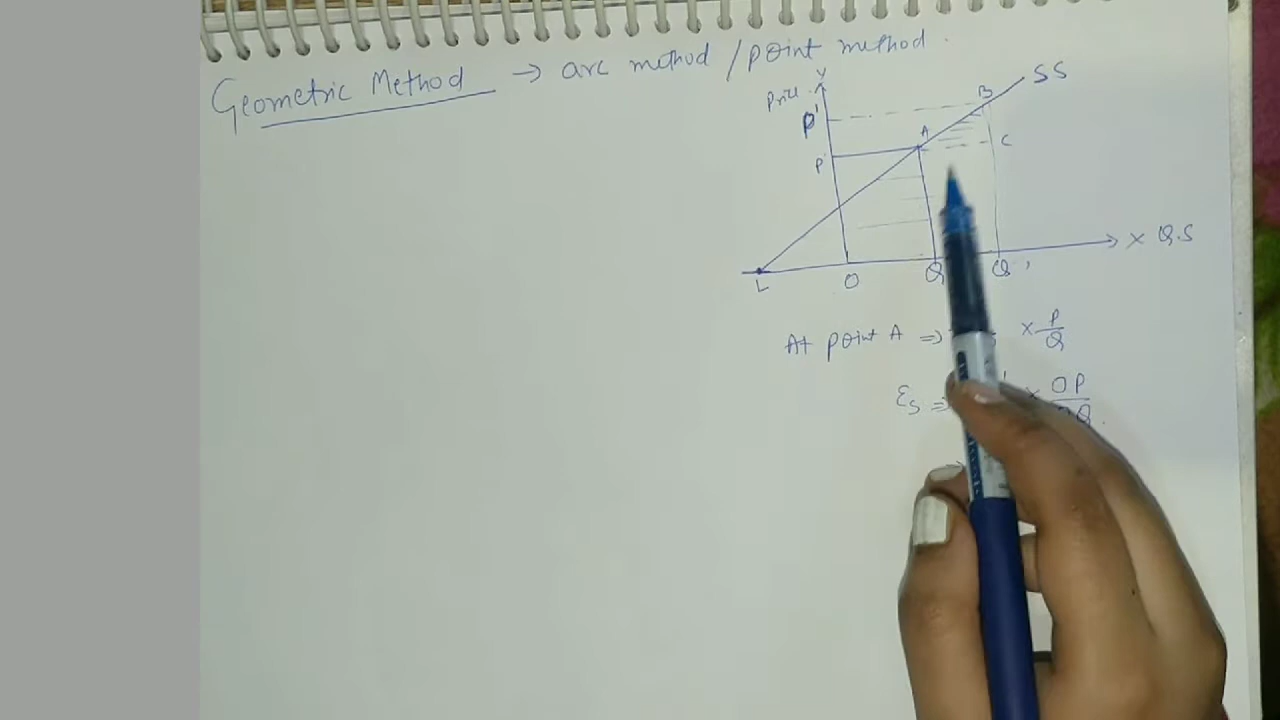 Geometric Method → arc method / point method.
Y
Price.
SS
B
P'
A
C
P
X Q.S
L O Q Q'
At point A ⇒ × P/Q
Es ⇒ × OP
Q.